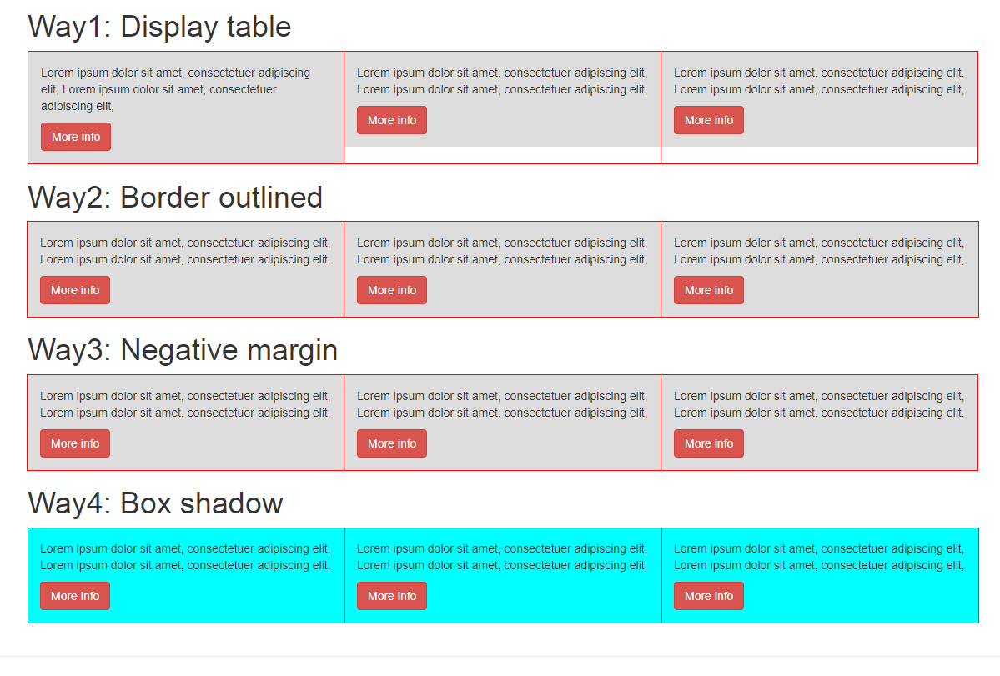 Way1: Display table
Lorem ipsum dolor sit amet, consectetuer adipiscing
elit, Lorem ipsum dolor sit amet, consectetuer
adipiscing elit,
More info
Lorem ipsum dolor sit amet, consectetuer adipiscing elit,
Lorem ipsum dolor sit amet, consectetuer adipiscing elit,
More info
Lorem ipsum dolor sit amet, consectetuer adipiscing elit,
Lorem ipsum dolor sit amet, consectetuer adipiscing elit,
More info
Way2: Border outlined
Lorem ipsum dolor sit amet, consectetuer adipiscing elit,
Lorem ipsum dolor sit amet, consectetuer adipiscing elit,
More info
Lorem ipsum dolor sit amet, consectetuer adipiscing elit,
Lorem ipsum dolor sit amet, consectetuer adipiscing elit,
More info
Lorem ipsum dolor sit amet, consectetuer adipiscing elit,
Lorem ipsum dolor sit amet, consectetuer adipiscing elit,
More info
Way3: Negative margin
Lorem ipsum dolor sit amet, consectetuer adipiscing elit,
Lorem ipsum dolor sit amet, consectetuer adipiscing elit,
More info
Lorem ipsum dolor sit amet, consectetuer adipiscing elit,
Lorem ipsum dolor sit amet, consectetuer adipiscing elit,
More info
Lorem ipsum dolor sit amet, consectetuer adipiscing elit,
Lorem ipsum dolor sit amet, consectetuer adipiscing elit,
More info
Way4: Box shadow
Lorem ipsum dolor sit amet, consectetuer adipiscing elit,
Lorem ipsum dolor sit amet, consectetuer adipiscing elit,
More info
Lorem ipsum dolor sit amet, consectetuer adipiscing elit,
Lorem ipsum dolor sit amet, consectetuer adipiscing elit,
More info
Lorem ipsum dolor sit amet, consectetuer adipiscing elit,
Lorem ipsum dolor sit amet, consectetuer adipiscing elit,
More info